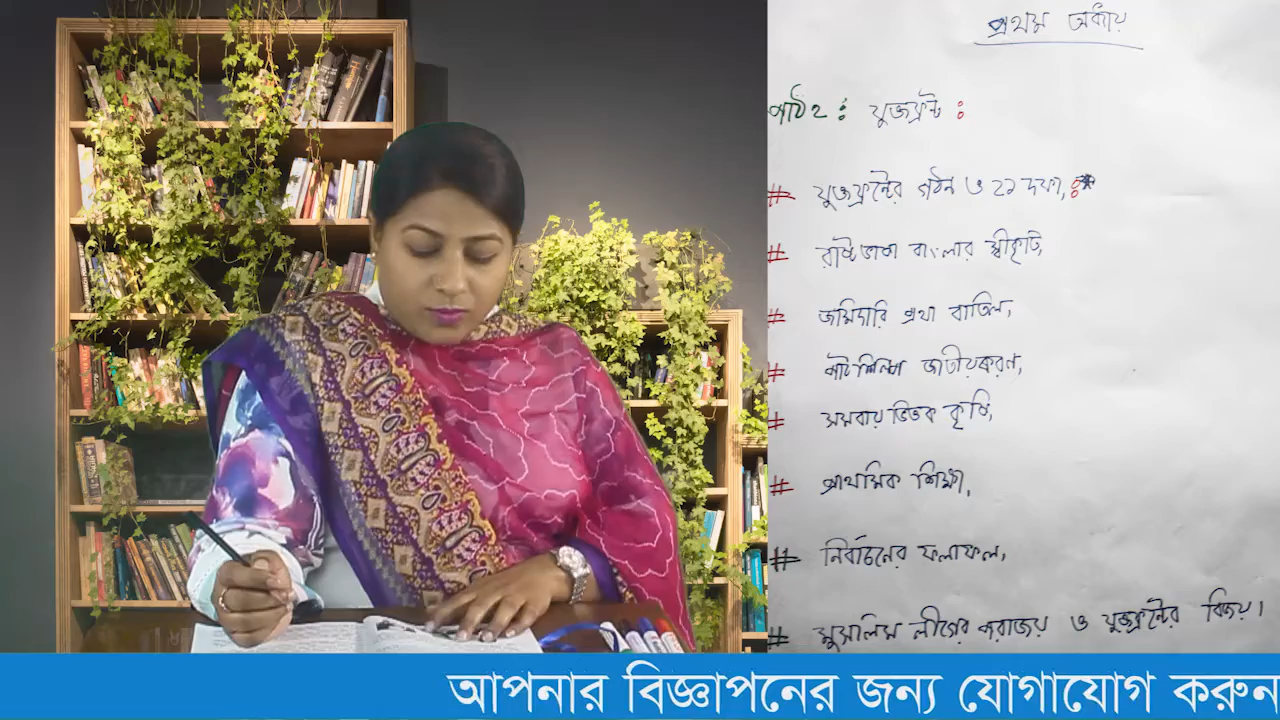 প্রথম অধ্যায়
পাঠ ২ : যুক্তফ্রন্ট :
# যুক্তফ্রন্টের গঠন ও ২১ দফা, :
# রাষ্ট্রভাষা বাংলার স্বীকৃতি,
# জমিদারি প্রথা বাতিল,
# পাটশিল্প জাতীয়করণ,
# সমবায় ভিত্তিক কৃষি,
# প্রাথমিক শিক্ষা,
# নির্বাচনের ফলাফল,
# মুসলিম লীগের পরাজয় ও যুক্তফ্রন্টের বিজয়।
আপনার বিজ্ঞাপনের জন্য যোগাযোগ করুন